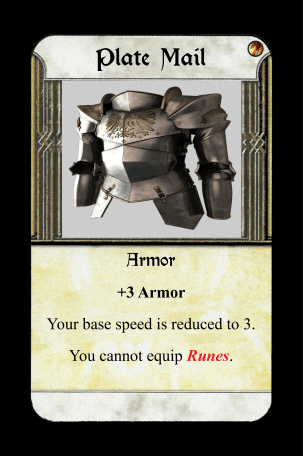 Plate Mail
Armor
+3 Armor
Your base speed is reduced to 3.
You cannot equip Runes.